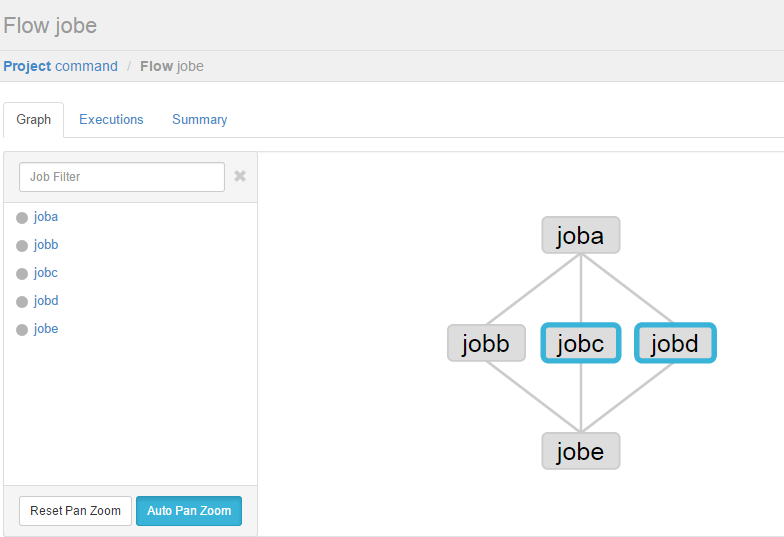 Flow jobe
Project command / Flow jobe
Graph Executions Summary
Job Filter ✖
joba
jobb
jobc
jobd
jobe
Reset Pan Zoom Auto Pan Zoom
joba
jobb jobc jobd
jobe